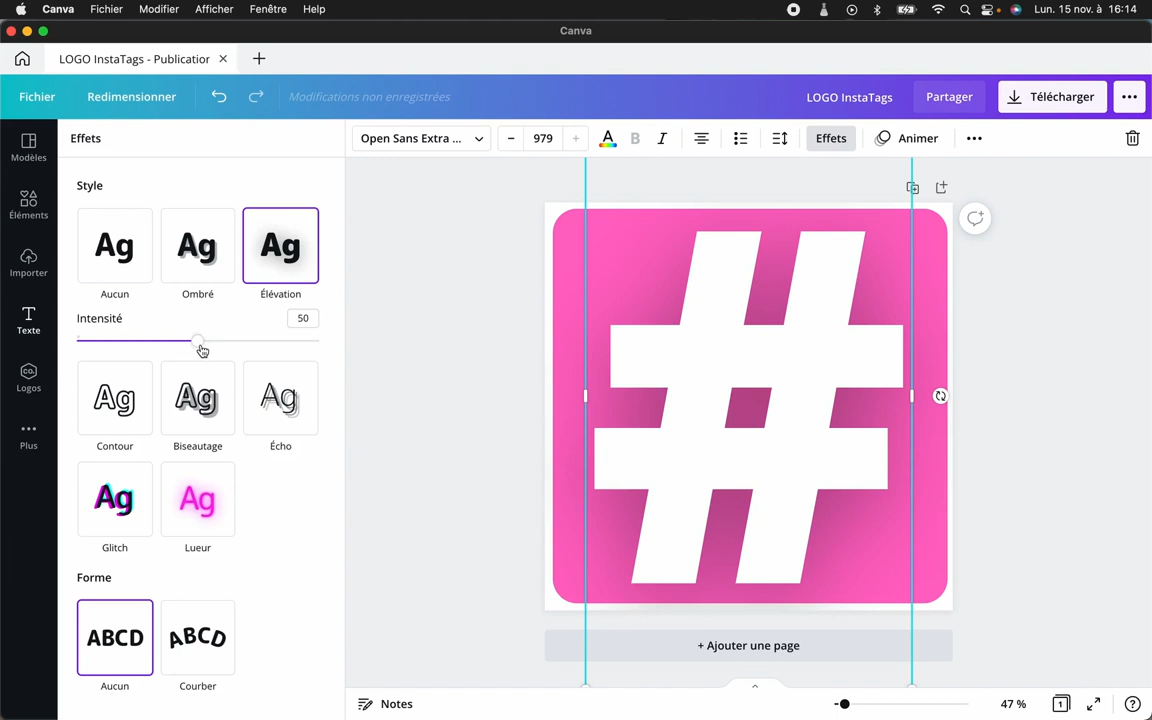 Canva Fichier Modifier Afficher Fenêtre Help Lun. 15 nov. à 16:14
Canva
LOGO InstaTags - Publicatior
Fichier Redimensionner Modifications non enregistrées LOGO InstaTags Partager Télécharger
Effets
Open Sans Extra ... – 979 + A B I Effets Animer
Modèles
Éléments
Importer
T
Texte
CO.
Logos
Plus
Style
Ag Ag Ag
Aucun Ombré Élévation
Intensité 50
Ag Ag Ag
Contour Biseautage Écho
Ag Ag
Glitch Lueur
Forme
ABCD ABCD
Aucun Courber
#
+ Ajouter une page
Notes 47 % 1 ?